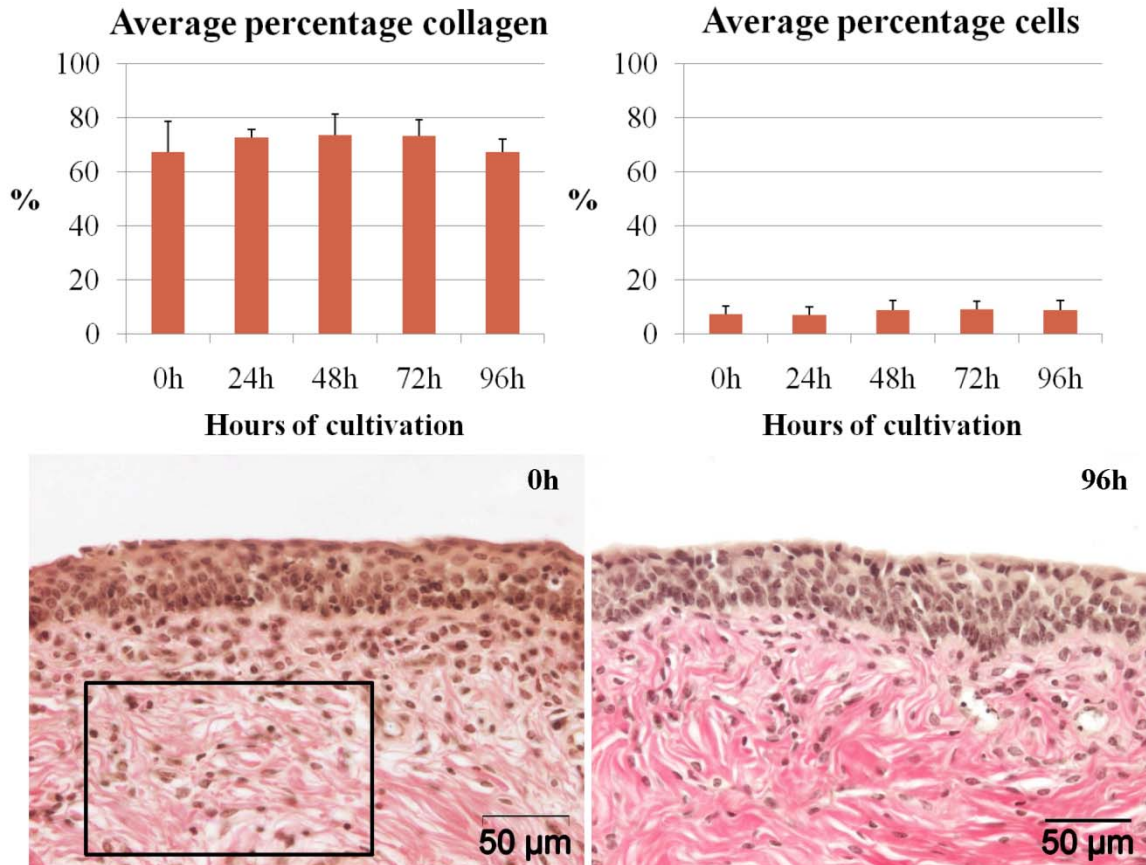 Average percentage collagen
100
80
60
40
20
0
%
0h 24h 48h 72h 96h
Hours of cultivation
Average percentage cells
100
80
60
40
20
0
%
0h 24h 48h 72h 96h
Hours of cultivation
0h
50 µm
96h
50 µm